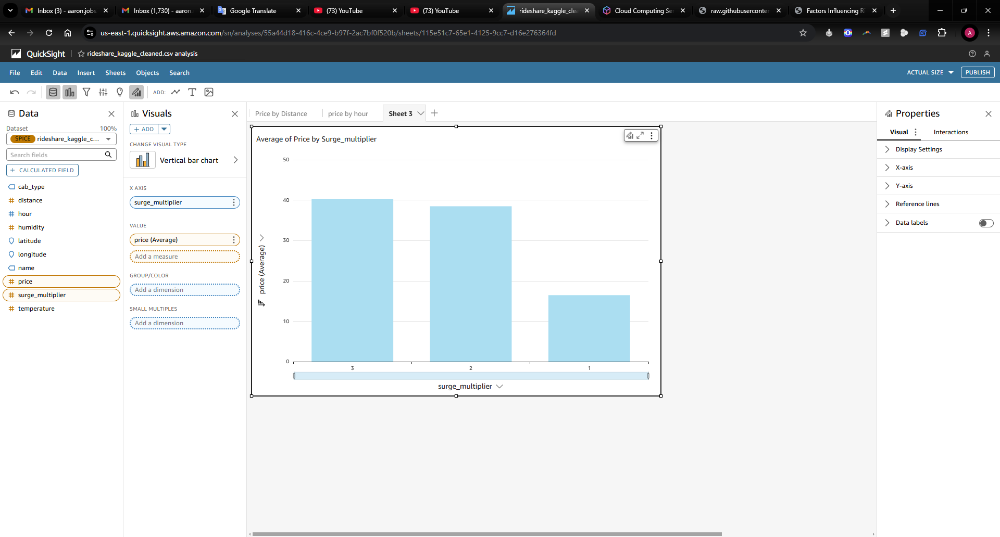 Inbox (3) - aaron.jobs
Inbox (1,730) - aaron.
Google Translate
(73) YouTube
(73) YouTube
rideshare_kaggle_clea
Cloud Computing Ser
raw.githubusercontent
Factors Influencing Ri
us-east-1.quicksight.aws.amazon.com/sn/analyses/55a44d18-416c-4ce9-b97f-2ac7bf0f520b/sheets/115e51c7-65e1-4125-9cc7-d16e276364fd
A
QuickSight
rideshare_kaggle_cleaned.csv analysis
File
Edit
Data
Insert
Sheets
Objects
Search
ACTUAL SIZE
PUBLISH
ADD:
Data
Dataset
100%
SPICE
rideshare_kaggle_c...
Search fields
+ CALCULATED FIELD
cab_type
distance
hour
humidity
latitude
longitude
name
price
surge_multiplier
temperature
Visuals
+ ADD
CHANGE VISUAL TYPE
Vertical bar chart
X AXIS
surge_multiplier
VALUE
price (Average)
Add a measure
GROUP/COLOR
Add a dimension
SMALL MULTIPLES
Add a dimension
Price by Distance
price by hour
Sheet 3
Average of Price by Surge_multiplier
50
40
30
20
10
0
price (Average)
3
2
1
surge_multiplier
Properties
Visual
Interactions
Display Settings
X-axis
Y-axis
Reference lines
Data labels